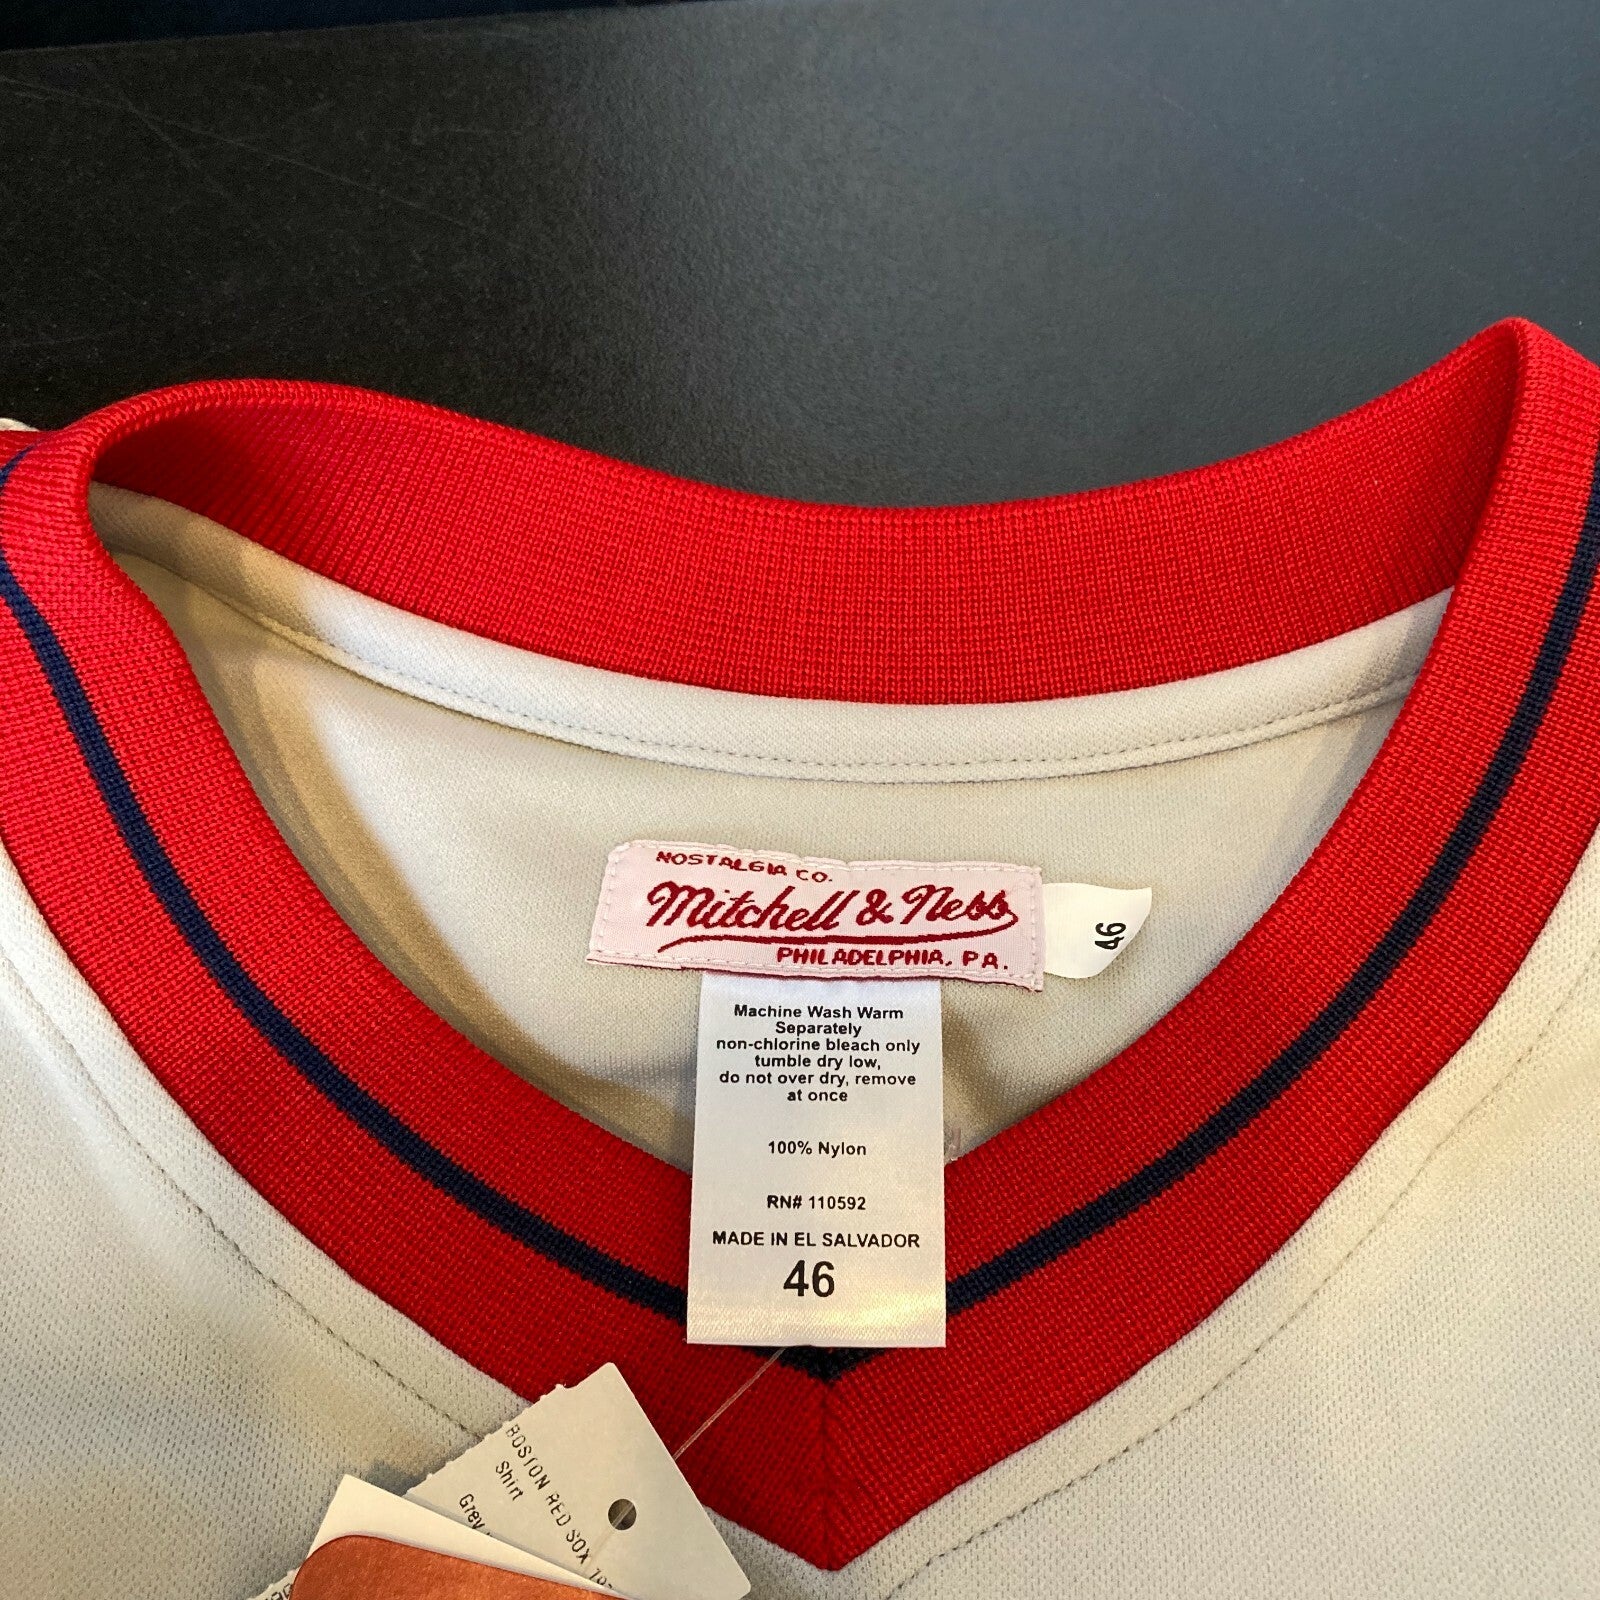 NOSTALGIA CO.
Mitchell & Ness
PHILADELPHIA, PA.
46
Machine Wash Warm
Separately
non-chlorine bleach only
tumble dry low,
do not over dry, remove
at once
100% Nylon
RN# 110592
MADE IN EL SALVADOR
46
BOSTON RED SOX
Shirt
Grey